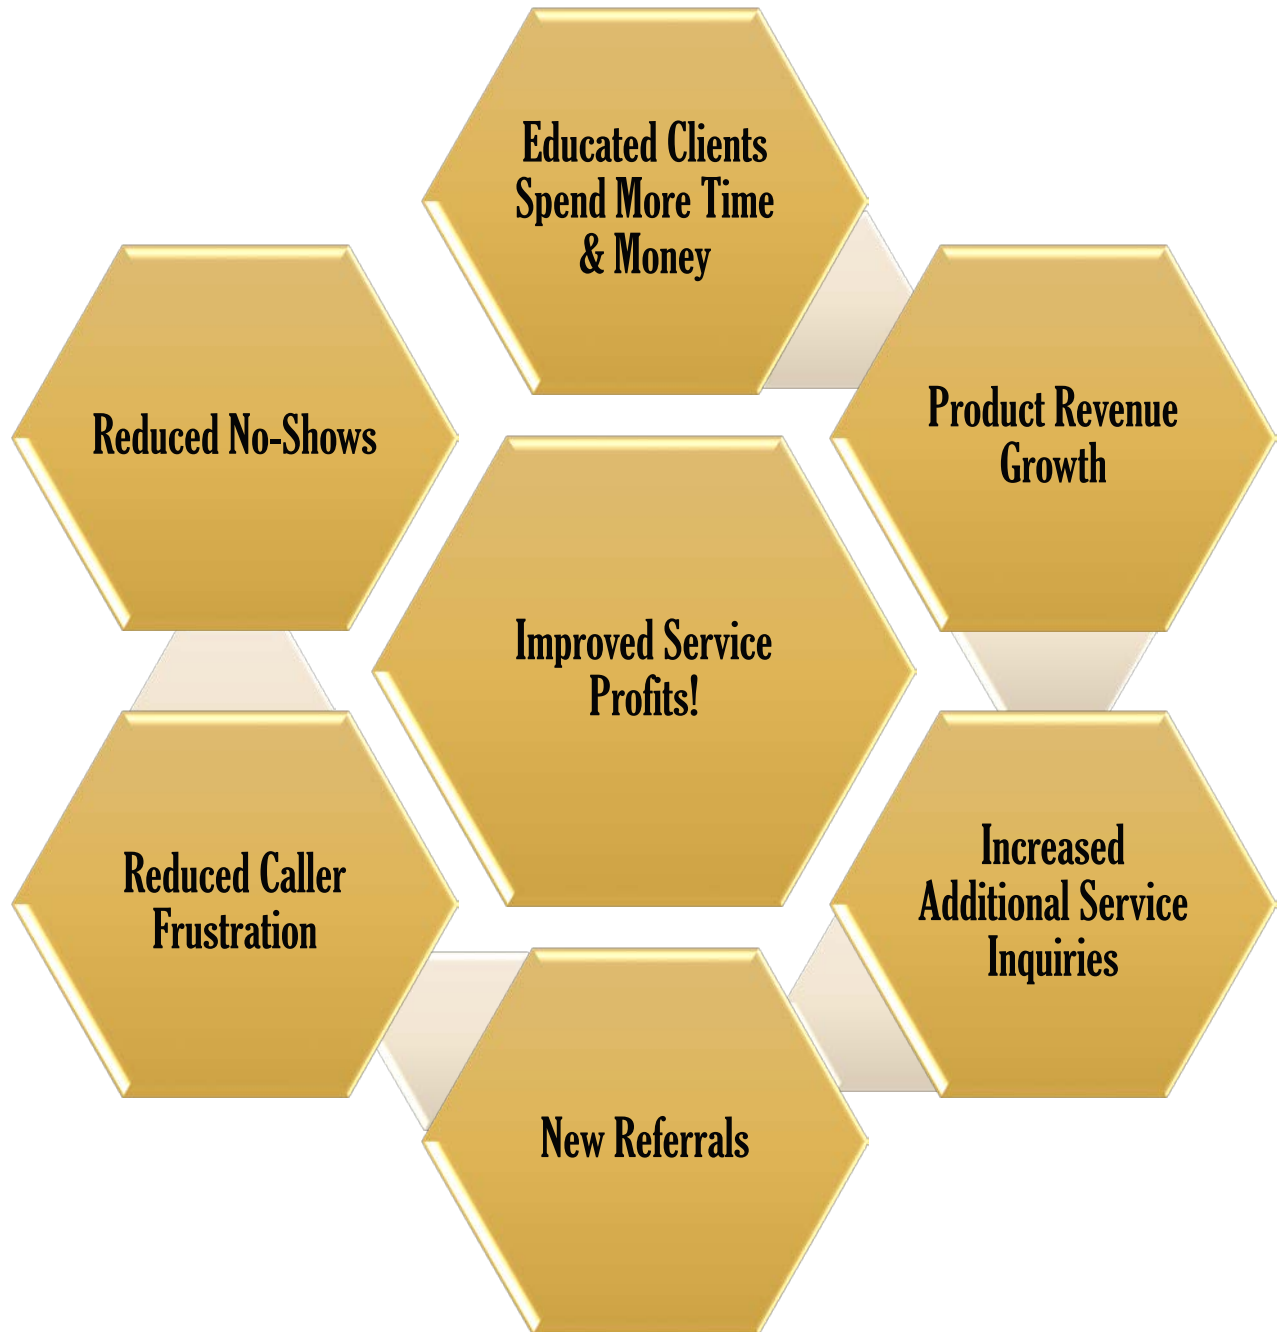 Educated Clients
Spend More Time
& Money
Product Revenue
Growth
Increased
Additional Service
Inquiries
New Referrals
Reduced Caller
Frustration
Reduced No-Shows
Improved Service
Profits!